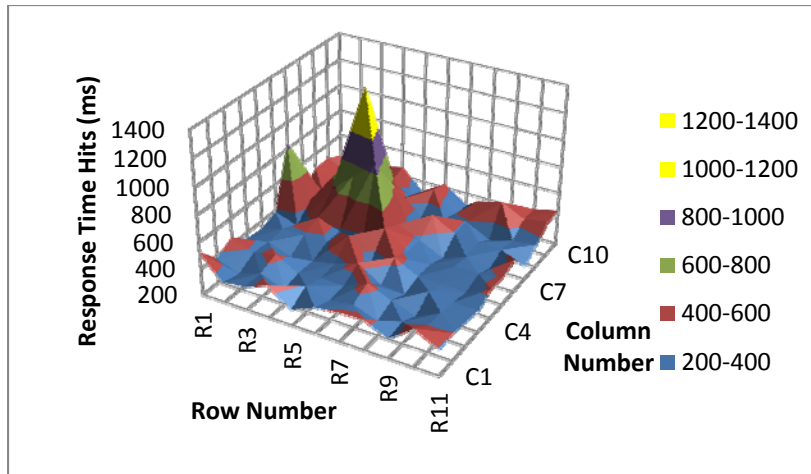 Response Time Hits (ms)
1400
1200
1000
800
600
400
200
R1
R3
R5
R7
R9
R11
Row Number
C1
C4
C7
C10
Column
Number
1200-1400
1000-1200
800-1000
600-800
400-600
200-400